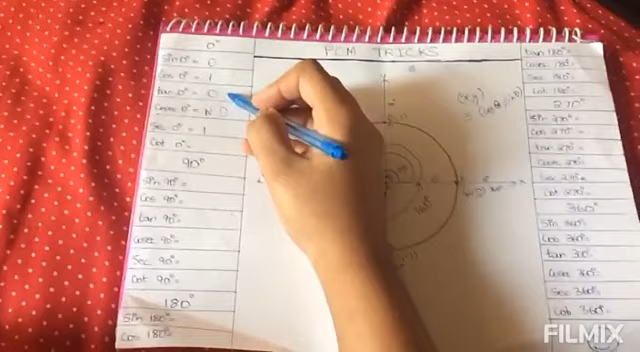 PCM TRICKS
0°
sin 0° = 0
cos 0° = 1
tan 0° = 0
cosec 0° = N D
sec 0° = 1
cot 0° =
90°
sin 90° =
cos 90° =
tan 90° =
cosec 90° =
sec 90° =
cot 90° =
180°
sin 180° =
cos 180° =
(x,y)
tan 180° =
cosec 180° =
sec 180° =
cot 180° =
270°
sin 270° =
cos 270° =
tan 270° =
cosec 270° =
sec 270° =
cot 270° =
360°
sin 360° =
cos 360° =
tan 360° =
cosec 360° =
sec 360° =
cot 360° =
FILMIX